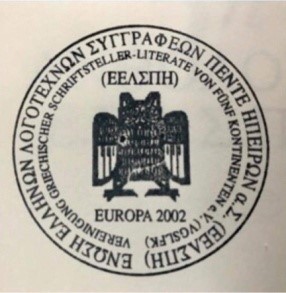 ΕΝΩΣΗ ΕΛΛΗΝΩΝ ΛΟΓΟΤΕΧΝΩΝ ΣΥΓΓΡΑΦΕΩΝ ΠΕΝΤΕ ΗΠΕΙΡΩΝ α.Σ. (ΕΕΛΣΠΗ)
VEREINIGUNG GRIECHISCHER SCHRIFTSTELLER-LITERATE VON FÜNF KONTINENTEN e.V. (VGSLFK)
(ΕΕΛΣΠΗ)
EUROPA 2002